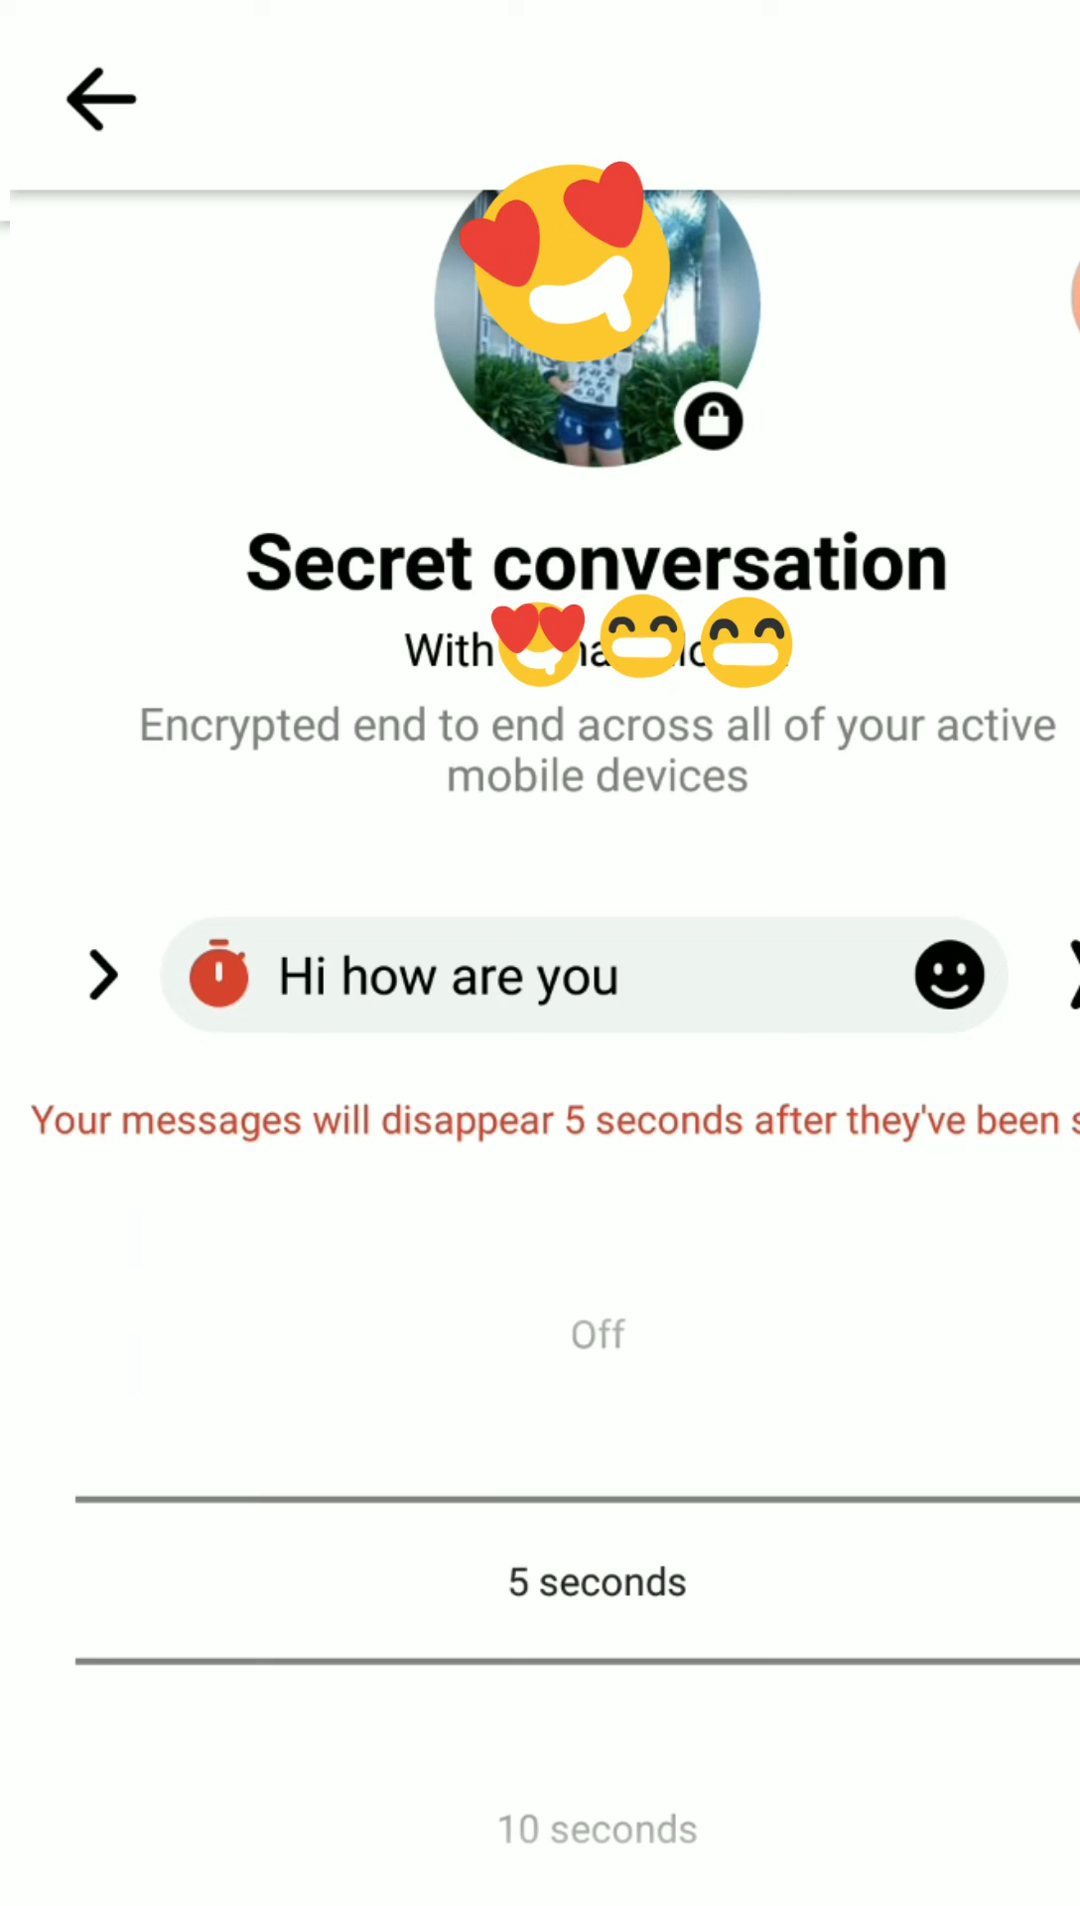 Secret conversation
With
Encrypted end to end across all of your active
mobile devices
Hi how are you
Your messages will disappear 5 seconds after they've been
Off
5 seconds
10 seconds